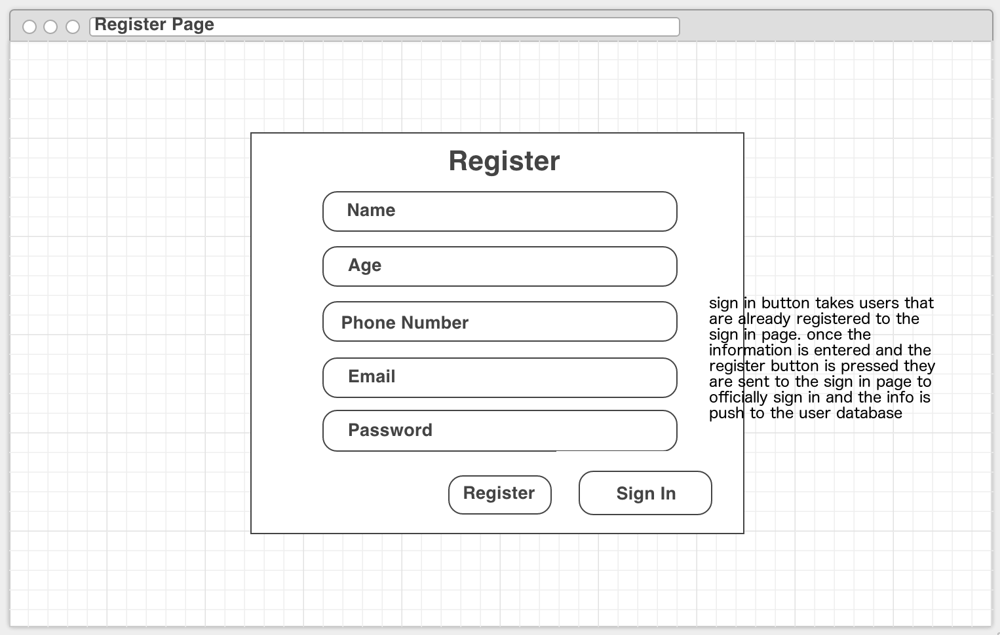 Register Page
Register
Name
Age
Phone Number
Email
Password
Register
Sign In
sign in button takes users that
are already registered to the
sign in page. once the
information is entered and the
register button is pressed they
are sent to the sign in page to
officially sign in and the info is
push to the user database